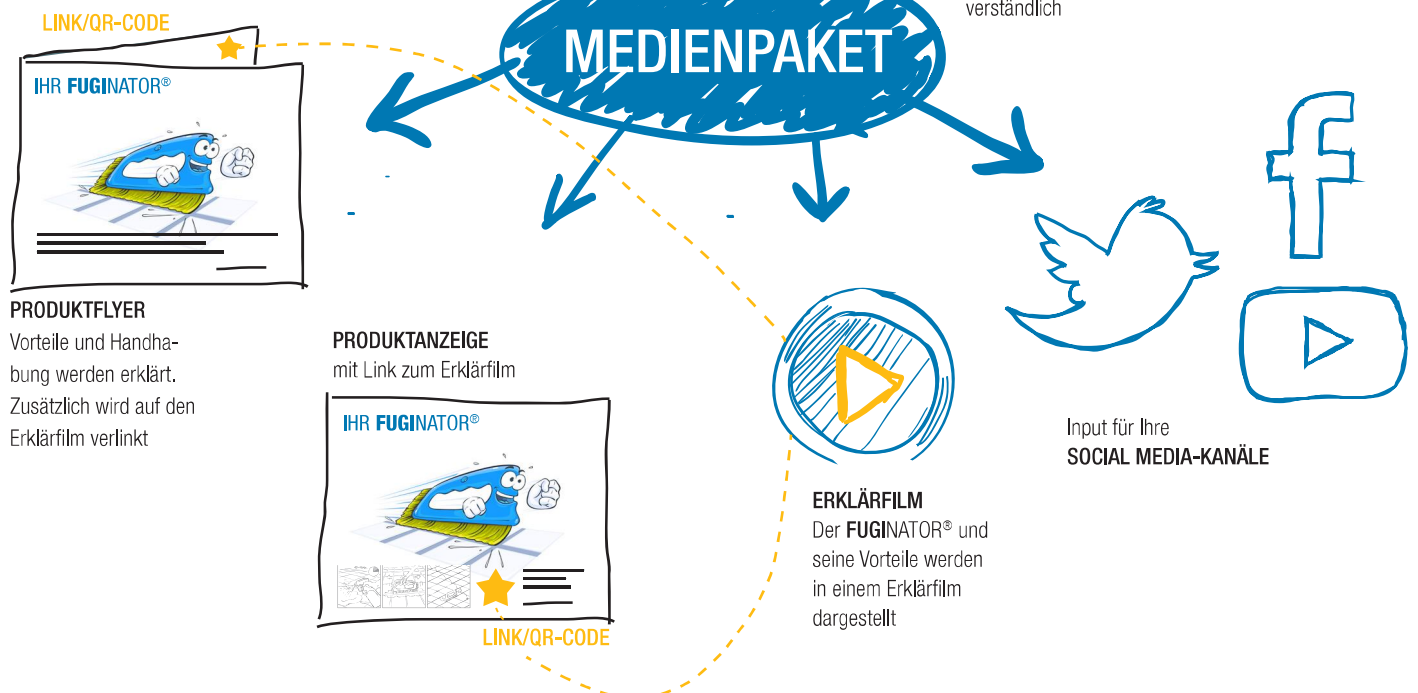 verständlich
LINK/QR-CODE
MEDIENPAKET
IHR FUGINATOR®
PRODUKTFLYER
Vorteile und Handha-
bung werden erklärt.
Zusätzlich wird auf den
Erklärfilm verlinkt
PRODUKTANZEIGE
mit Link zum Erklärfilm
IHR FUGINATOR®
LINK/QR-CODE
ERKLÄRFILM
Der FUGINATOR® und
seine Vorteile werden
in einem Erklärfilm
dargestellt
Input für Ihre
SOCIAL MEDIA-KANÄLE